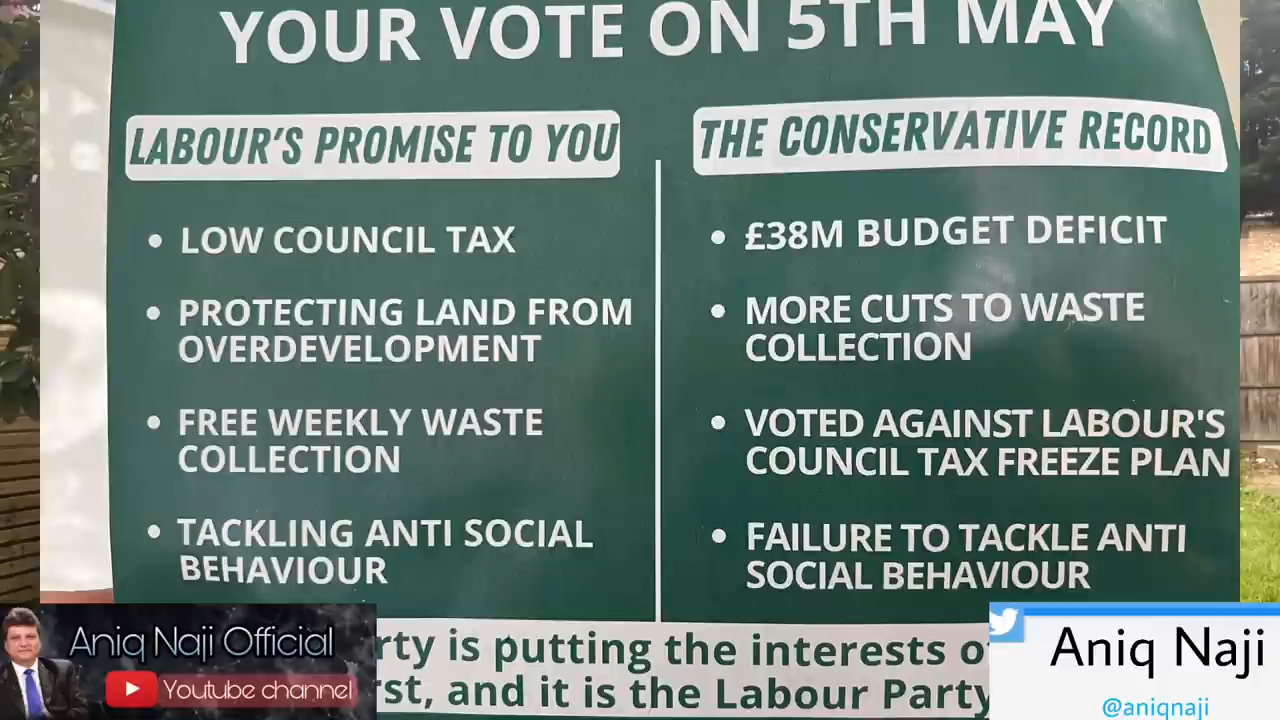 YOUR VOTE ON 5TH MAY
LABOUR'S PROMISE TO YOU
• LOW COUNCIL TAX
• PROTECTING LAND FROM
OVERDEVELOPMENT
• FREE WEEKLY WASTE
COLLECTION
• TACKLING ANTI SOCIAL
BEHAVIOUR
THE CONSERVATIVE RECORD
• £38M BUDGET DEFICIT
• MORE CUTS TO WASTE
COLLECTION
• VOTED AGAINST LABOUR'S
COUNCIL TAX FREEZE PLAN
• FAILURE TO TACKLE ANTI
SOCIAL BEHAVIOUR
is putting the interests
and it is the Labour Party
Aniq Naji Official
Youtube channel
Aniq Naji
@aniqnaji